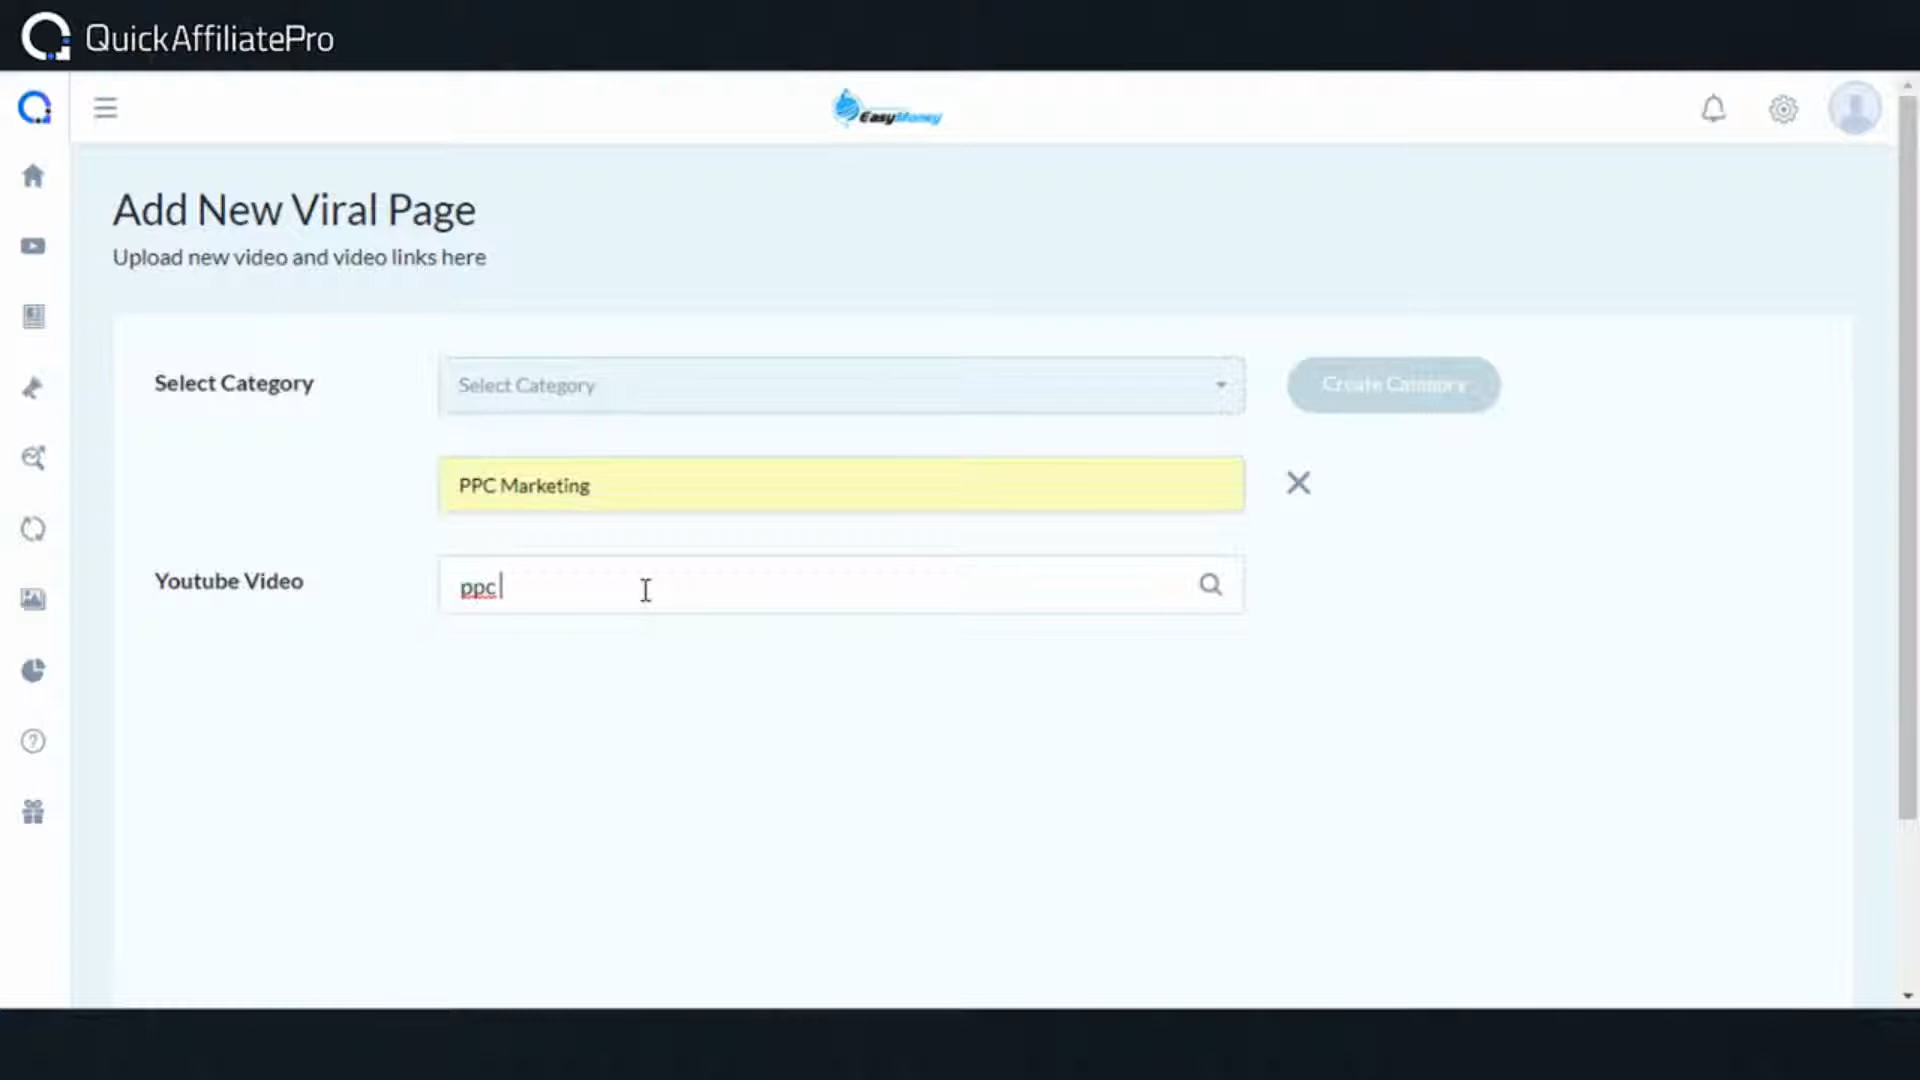 QuickAffiliatePro
EasyMoney
Add New Viral Page
Upload new video and video links here
Select Category
Select Category
Create Category
PPC Marketing
Youtube Video
ppc